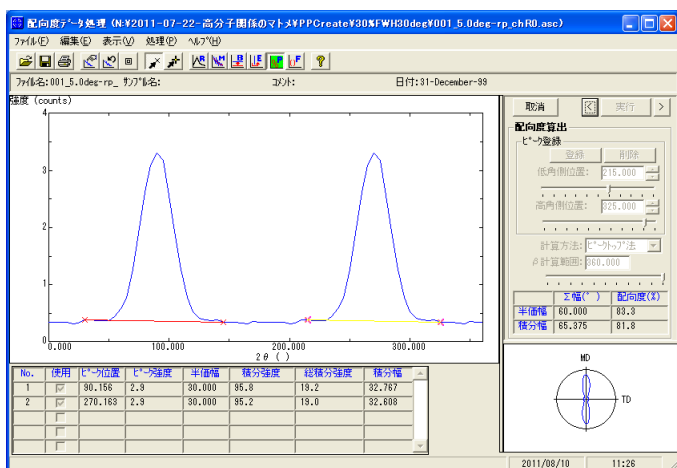 配向度データ処理 (N:¥2011-07-22-高分子関係のマトメ¥PPCreate¥30%FWH30deg¥001_5.0deg-rp_chR0.asc)
ファイル(F) 編集(E) 表示(V) 処理(P) ヘルプ(H)
ファイル名:001_5.0deg-rp_ サンプル名: コメント: 日付:31-December-99
強度 (counts)
4
3
2
1
0
0.000 100.000 200.000 300.000
2θ ( )
取消 < 実行 >
配向度算出
ピーク登録
登録 削除
低角側位置: 215.000
高角側位置: 325.000
計算方法: ピークトップ法
β計算範囲: 360.000
Σ幅(°) 配向度(%)
半価幅 60.000 83.3
積分幅 65.375 81.8
No. 使用 ピーク位置 ピーク強度 半価幅 積分強度 総積分強度 積分幅
1 90.156 2.9 30.000 95.8 19.2 32.767
2 270.163 2.9 30.000 95.2 19.0 32.608
MD
TD
2011/08/10 11:26